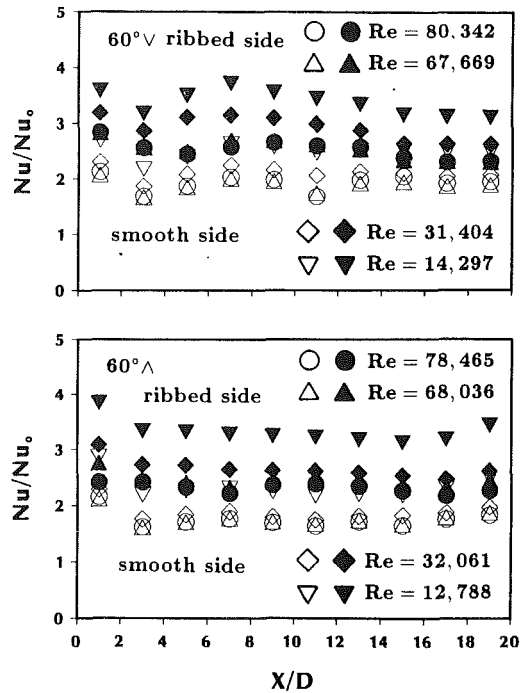 5
4
3
2
1
0
Nu/Nu₀
60° V ribbed side
Re = 80,342
Re = 67,669
smooth side
Re = 31,404
Re = 14,297
5
4
3
2
1
0
Nu/Nu₀
60° Λ
ribbed side
Re = 78,465
Re = 68,036
smooth side
Re = 32,061
Re = 12,788
0 2 4 6 8 10 12 14 16 18 20
X/D